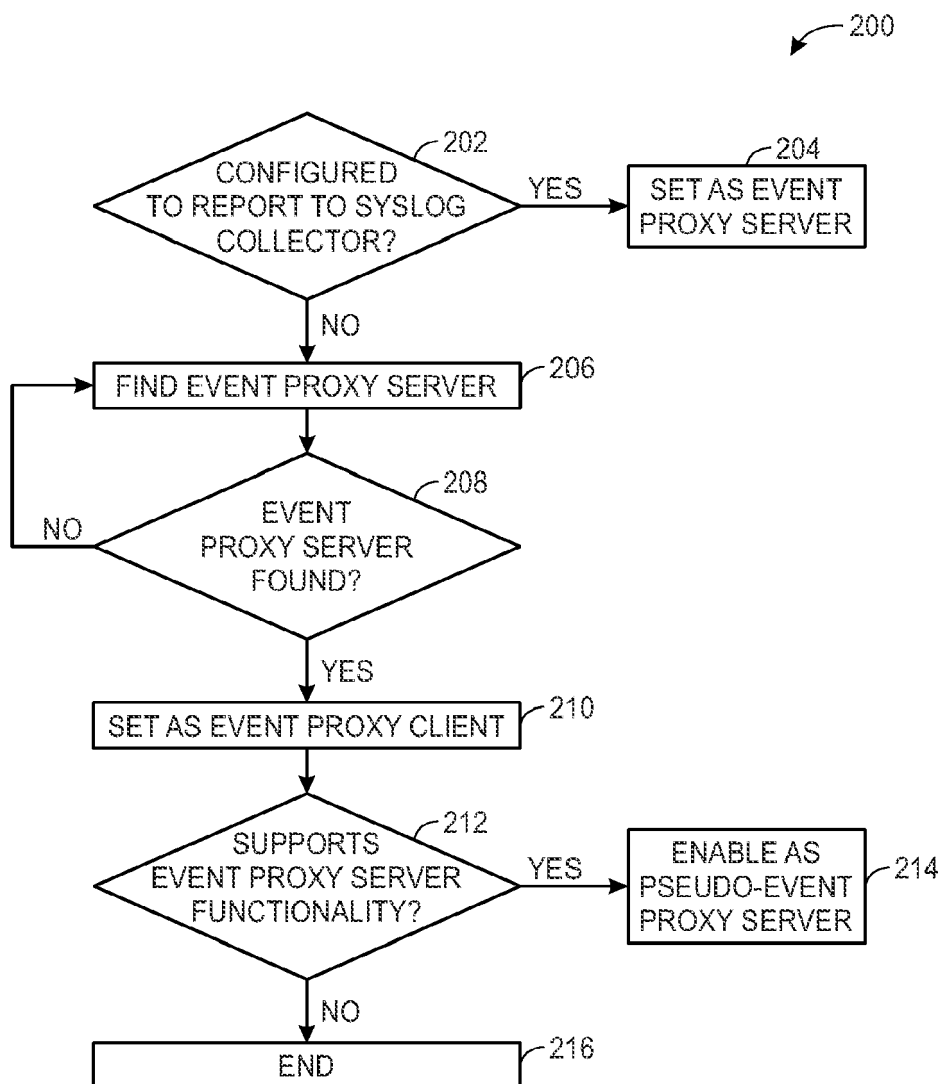 200
202
CONFIGURED
TO REPORT TO SYSLOG
COLLECTOR?
YES
204
SET AS EVENT
PROXY SERVER
NO
FIND EVENT PROXY SERVER
206
208
EVENT
PROXY SERVER
FOUND?
NO
YES
SET AS EVENT PROXY CLIENT
210
212
SUPPORTS
EVENT PROXY SERVER
FUNCTIONALITY?
YES
ENABLE AS
PSEUDO-EVENT
PROXY SERVER
214
NO
END
216